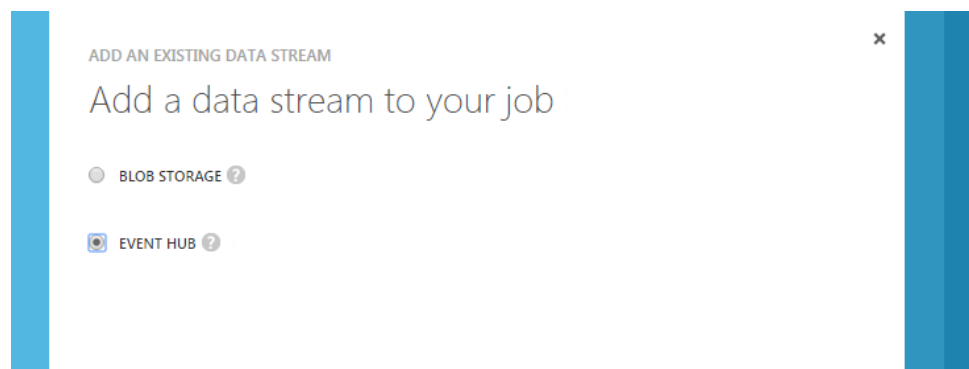 ADD AN EXISTING DATA STREAM
Add a data stream to your job
BLOB STORAGE ?
EVENT HUB ?